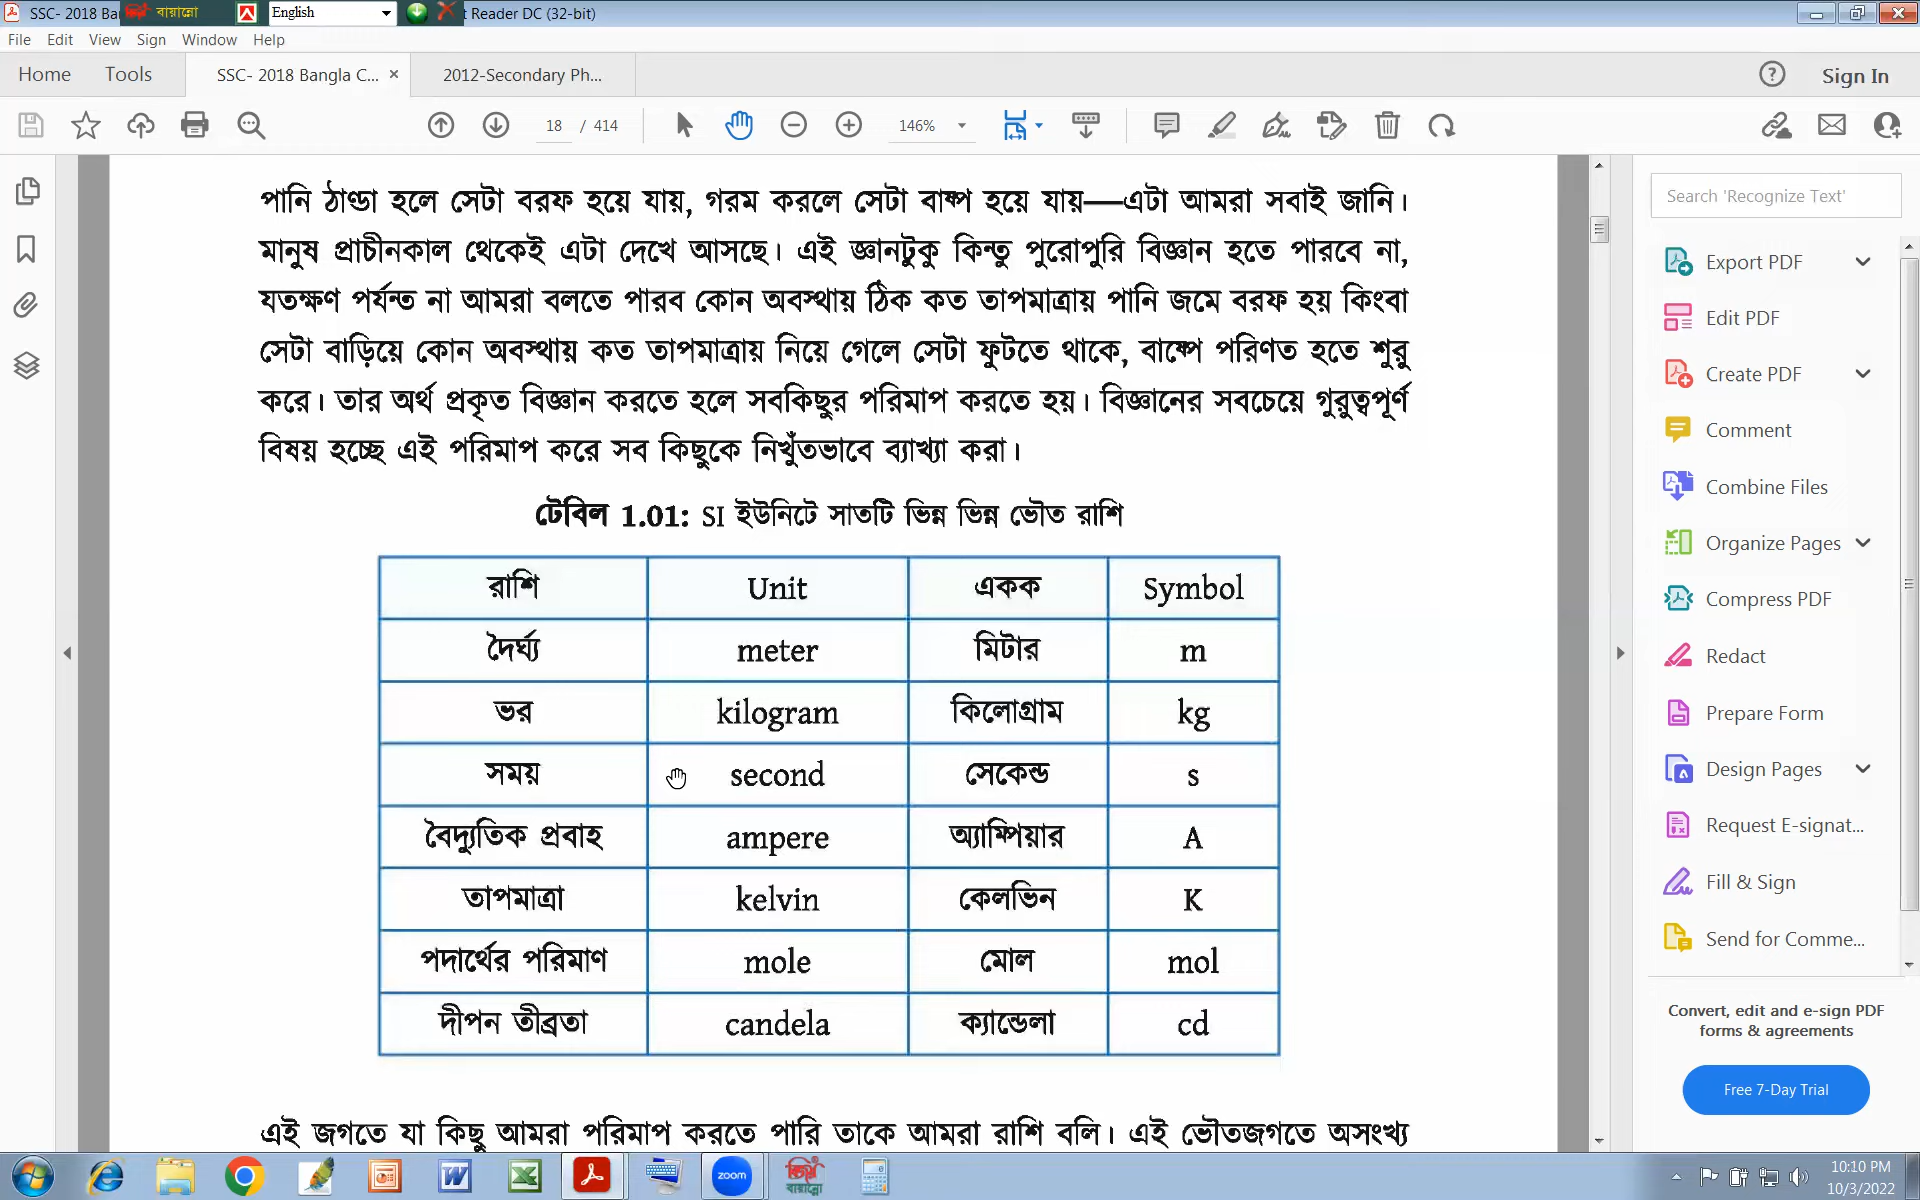 SSC- 2018 Ba
বায়ান্নো
English
t Reader DC (32-bit)
File Edit View Sign Window Help
Home Tools SSC- 2018 Bangla C... × 2012-Secondary Ph... Sign In
18 / 414 146%
পানি ঠাণ্ডা হলে সেটা বরফ হয়ে যায়, গরম করলে সেটা বাষ্প হয়ে যায়—এটা আমরা সবাই জানি।
মানুষ প্রাচীনকাল থেকেই এটা দেখে আসছে। এই জ্ঞানটুকু কিন্তু পুরোপুরি বিজ্ঞান হতে পারবে না,
যতক্ষণ পর্যন্ত না আমরা বলতে পারব কোন অবস্থায় ঠিক কত তাপমাত্রায় পানি জমে বরফ হয় কিংবা
সেটা বাড়িয়ে কোন অবস্থায় কত তাপমাত্রায় নিয়ে গেলে সেটা ফুটতে থাকে, বাষ্পে পরিণত হতে শুরু
করে। তার অর্থ প্রকৃত বিজ্ঞান করতে হলে সবকিছুর পরিমাপ করতে হয়। বিজ্ঞানের সবচেয়ে গুরুত্বপূর্ণ
বিষয় হচ্ছে এই পরিমাপ করে সব কিছুকে নিখুঁতভাবে ব্যাখ্যা করা।
টেবিল 1.01: SI ইউনিটে সাতটি ভিন্ন ভিন্ন ভৌত রাশি
রাশি Unit একক Symbol
দৈর্ঘ্য meter মিটার m
ভর kilogram কিলোগ্রাম kg
সময় second সেকেন্ড s
বৈদ্যুতিক প্রবাহ ampere অ্যাম্পিয়ার A
তাপমাত্রা kelvin কেলভিন K
পদার্থের পরিমাণ mole মোল mol
দীপন তীব্রতা candela ক্যান্ডেলা cd
এই জগতে যা কিছু আমরা পরিমাপ করতে পারি তাকে আমরা রাশি বলি। এই ভৌতজগতে অসংখ্য
Search 'Recognize Text'
Export PDF
Edit PDF
Create PDF
Comment
Combine Files
Organize Pages
Compress PDF
Redact
Prepare Form
Design Pages
Request E-signat...
Fill & Sign
Send for Comme...
Convert, edit and e-sign PDF
forms & agreements
Free 7-Day Trial
zoom
বায়ান্নো
10:10 PM
10/3/2022